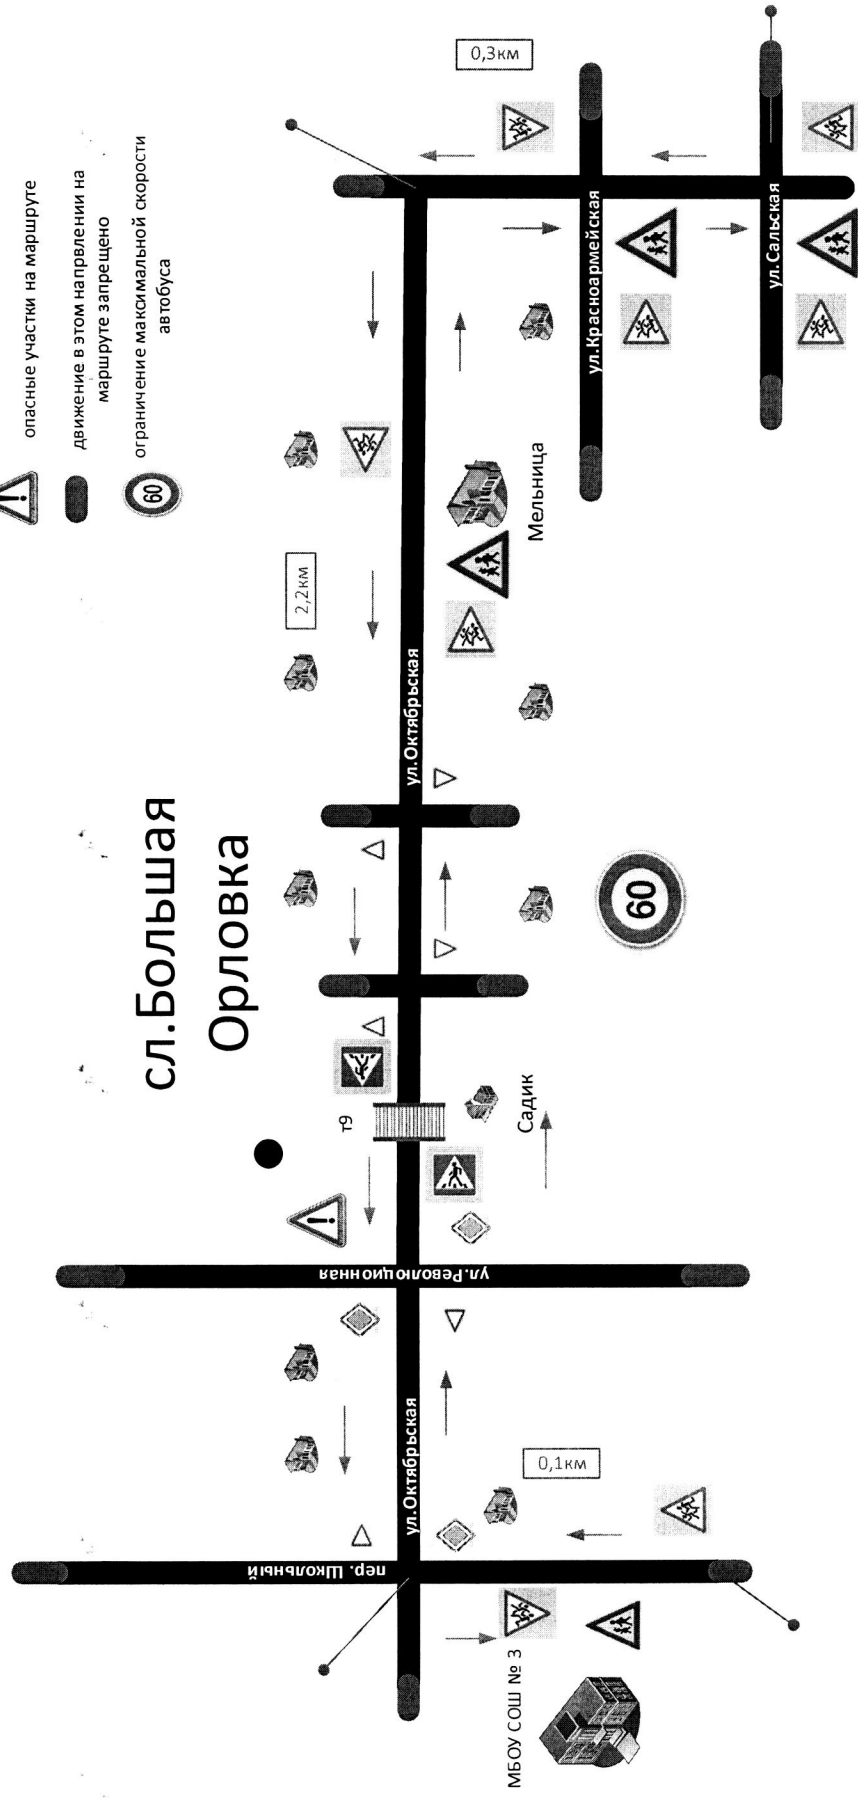 опасные участки на маршруте
движение в этом напрвлении на
маршруте запрещено
60
ограничение максимальной скорости
автобуса
сл.Большая
Орловка
0,3км
2,2км
0,1км
ул.Октябрьская
ул.Октябрьская
ул.Революционная
пер. Школьный
ул.Красноармейская
ул.Сальская
Мельница
Садик
т9
60
МБОУ СОШ № 3